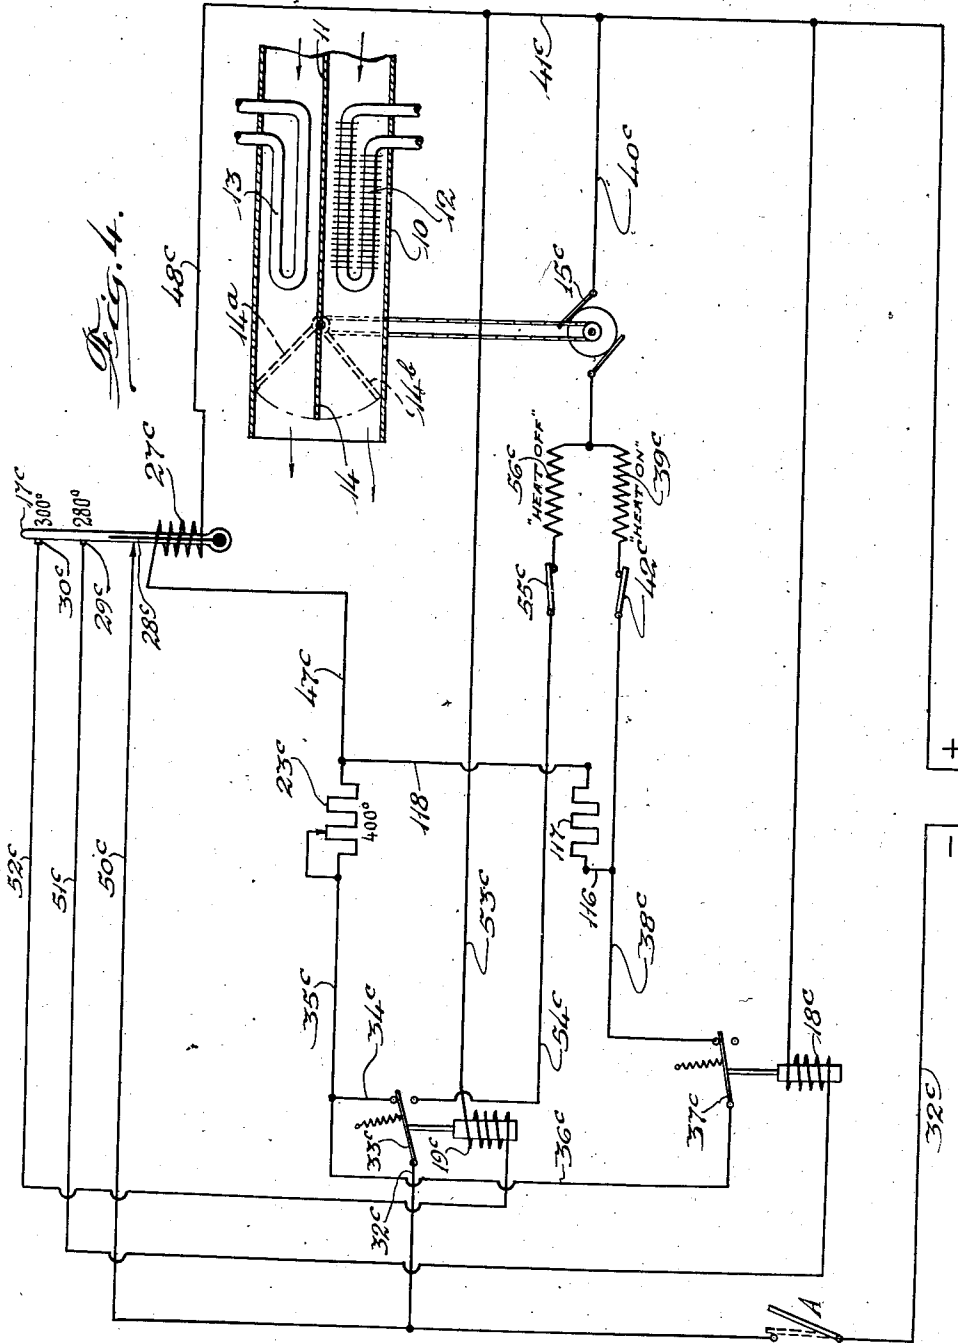 Fig. 4.
11
13
48c
41c
14a
10
12
40c
17c
300°
280°
27c
14b
14
15c
56c
"HEAT OFF"
30c
29c
28c
55c
42c
"HEAT ON"
39c
47c
23c
400°
118
117
116
52c
51c
50c
53c
35c
34c
54c
38c
18c
33c
19c
36c
37c
32c
32c
A
+
−